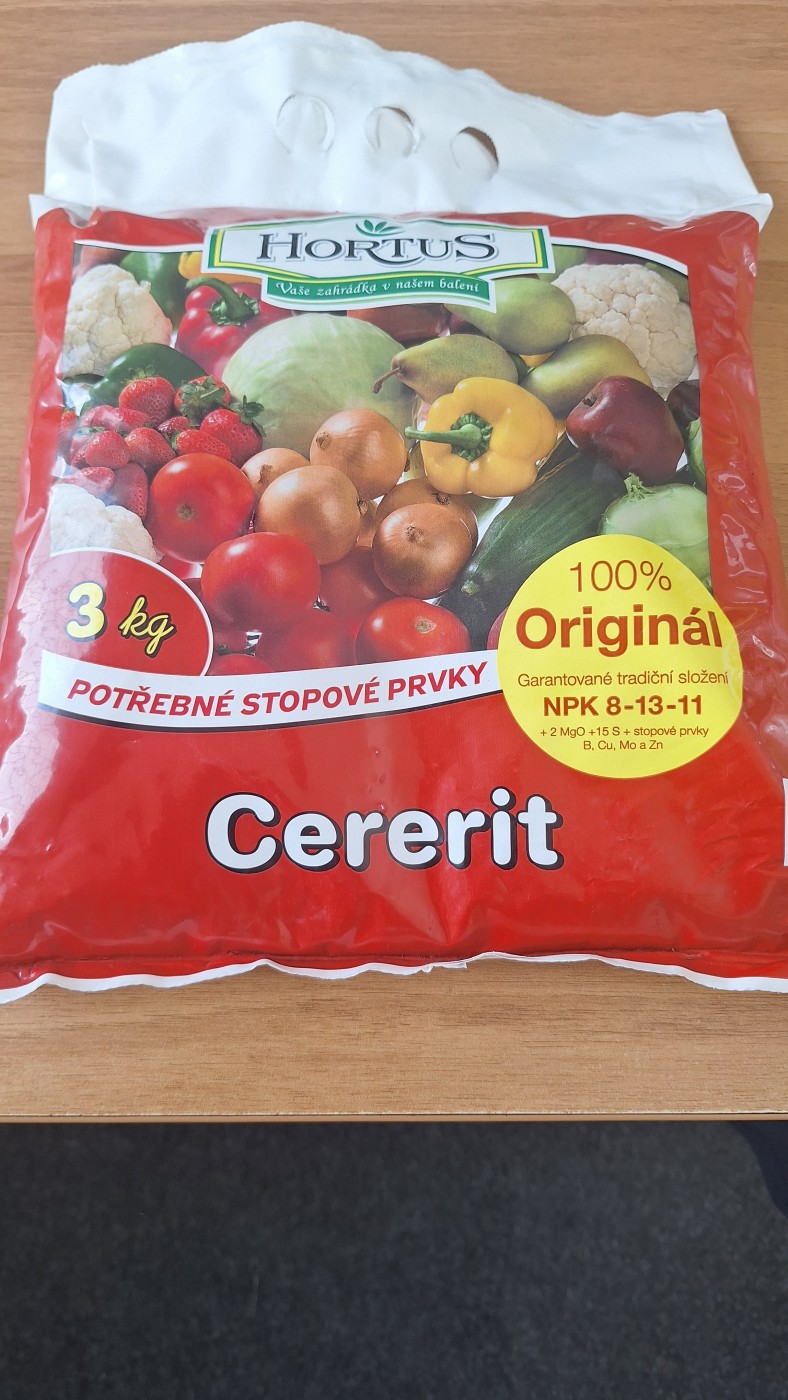 HORTUS
Vaše zahrádka v našem balení
3 kg
POTŘEBNÉ STOPOVÉ PRVKY
100%
Originál
Garantované tradiční složení
NPK 8-13-11
+ 2 MgO +15 S + stopové prvky
B, Cu, Mo a Zn
Cererit